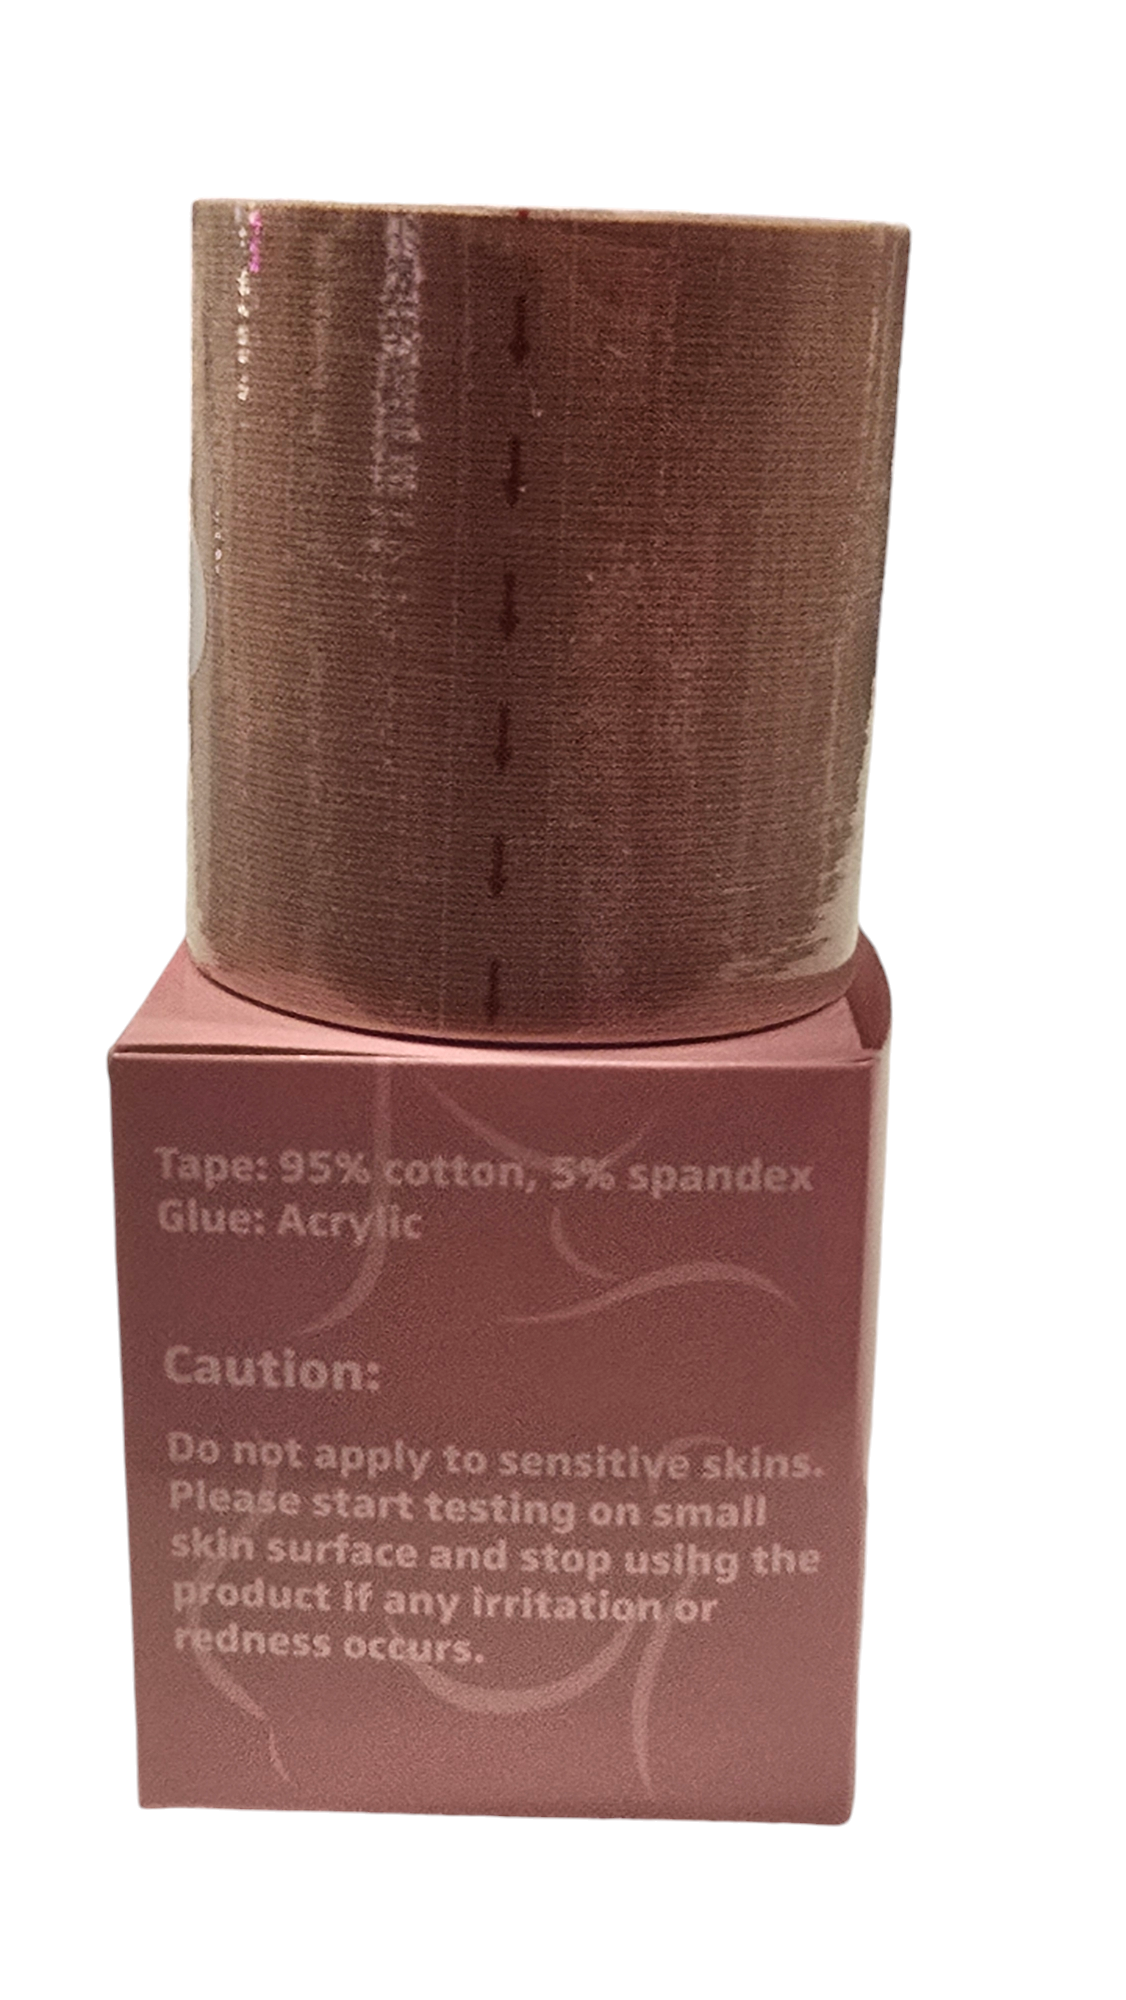 Tape: 95% cotton, 5% spandex
Glue: Acrylic
Caution:
Do not apply to sensitive skins.
Please start testing on small
skin surface and stop using the
product if any irritation or
redness occurs.